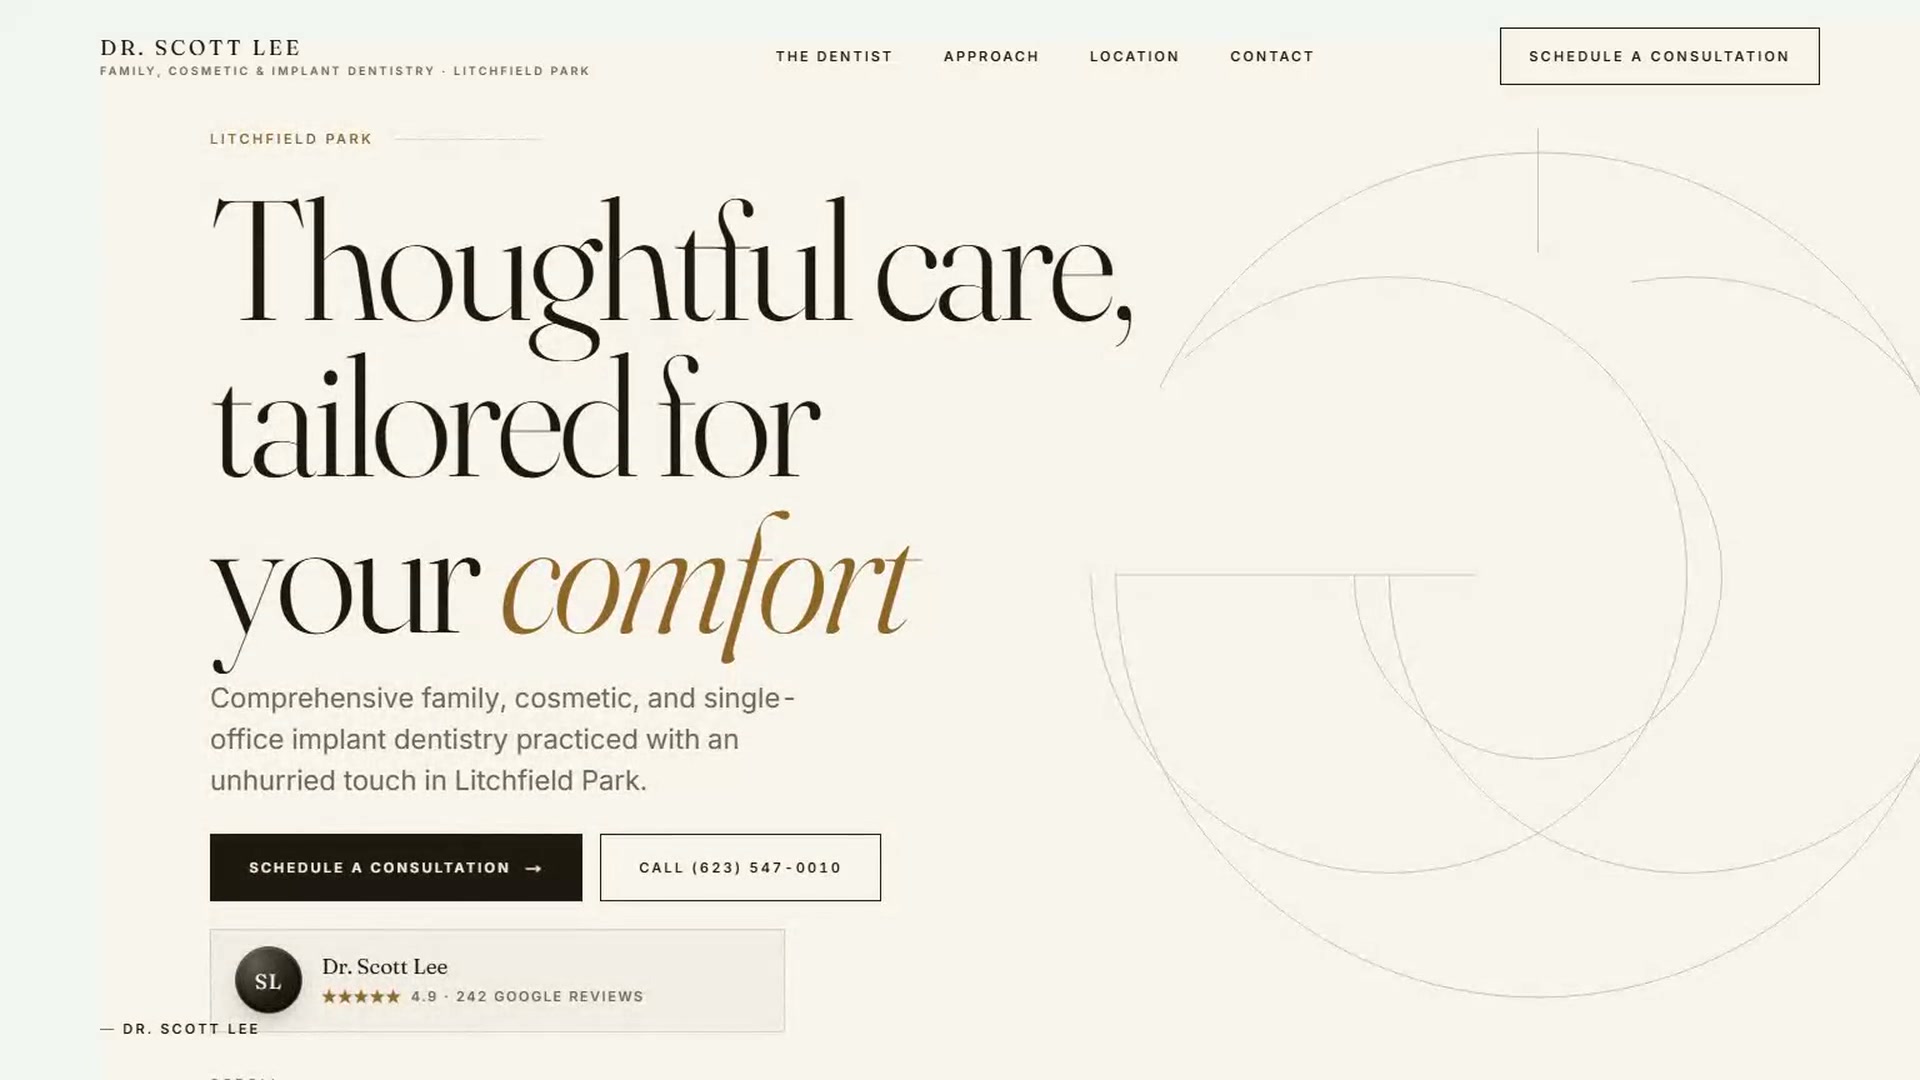 DR. SCOTT LEE
FAMILY, COSMETIC & IMPLANT DENTISTRY · LITCHFIELD PARK
THE DENTIST
APPROACH
LOCATION
CONTACT
SCHEDULE A CONSULTATION
LITCHFIELD PARK
Thoughtful care,
tailored for
your comfort
Comprehensive family, cosmetic, and single-
office implant dentistry practiced with an
unhurried touch in Litchfield Park.
SCHEDULE A CONSULTATION →
CALL (623) 547-0010
SL
Dr. Scott Lee
★★★★★ 4.9 · 242 GOOGLE REVIEWS
— DR. SCOTT LEE